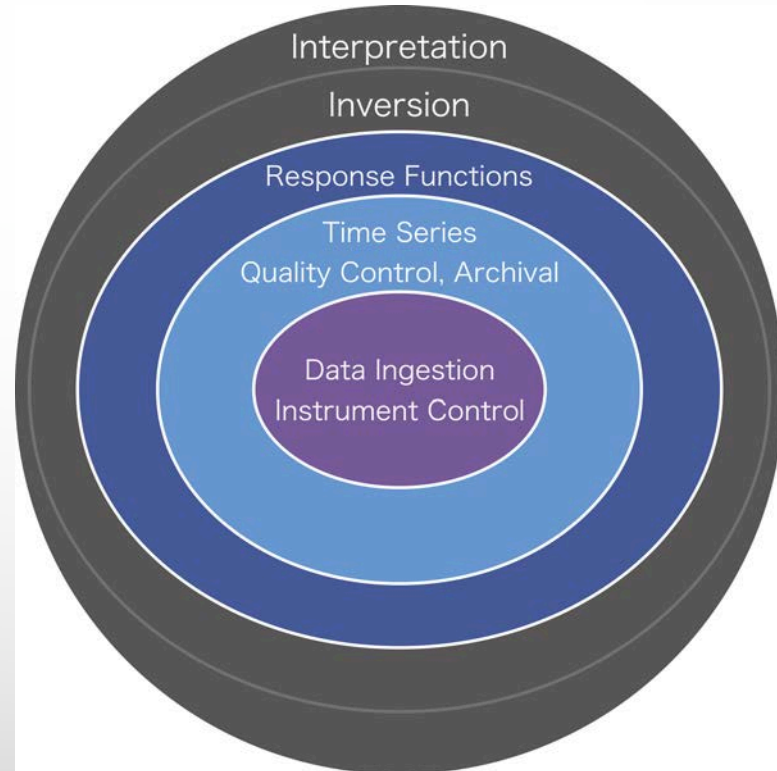 Interpretation
Inversion
Response Functions
Time Series
Quality Control, Archival
Data Ingestion
Instrument Control